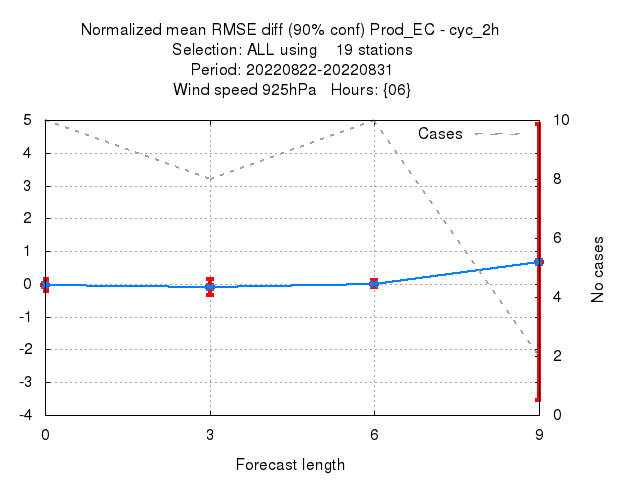 Normalized mean RMSE diff (90% conf) Prod_EC - cyc_2h
Selection: ALL using    19 stations
Period: 20220822-20220831
Wind speed 925hPa   Hours: {06}
Cases
5
4
3
2
1
0
-1
-2
-3
-4
10
8
6
4
2
0
No cases
0 3 6 9
Forecast length